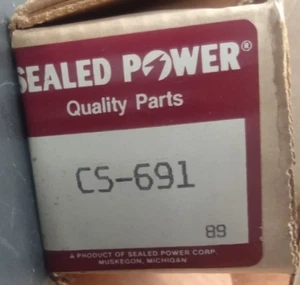 SEALED POWER®
Quality Parts
CS-691
89
A PRODUCT OF SEALED POWER CORP.
MUSKEGON, MICHIGAN